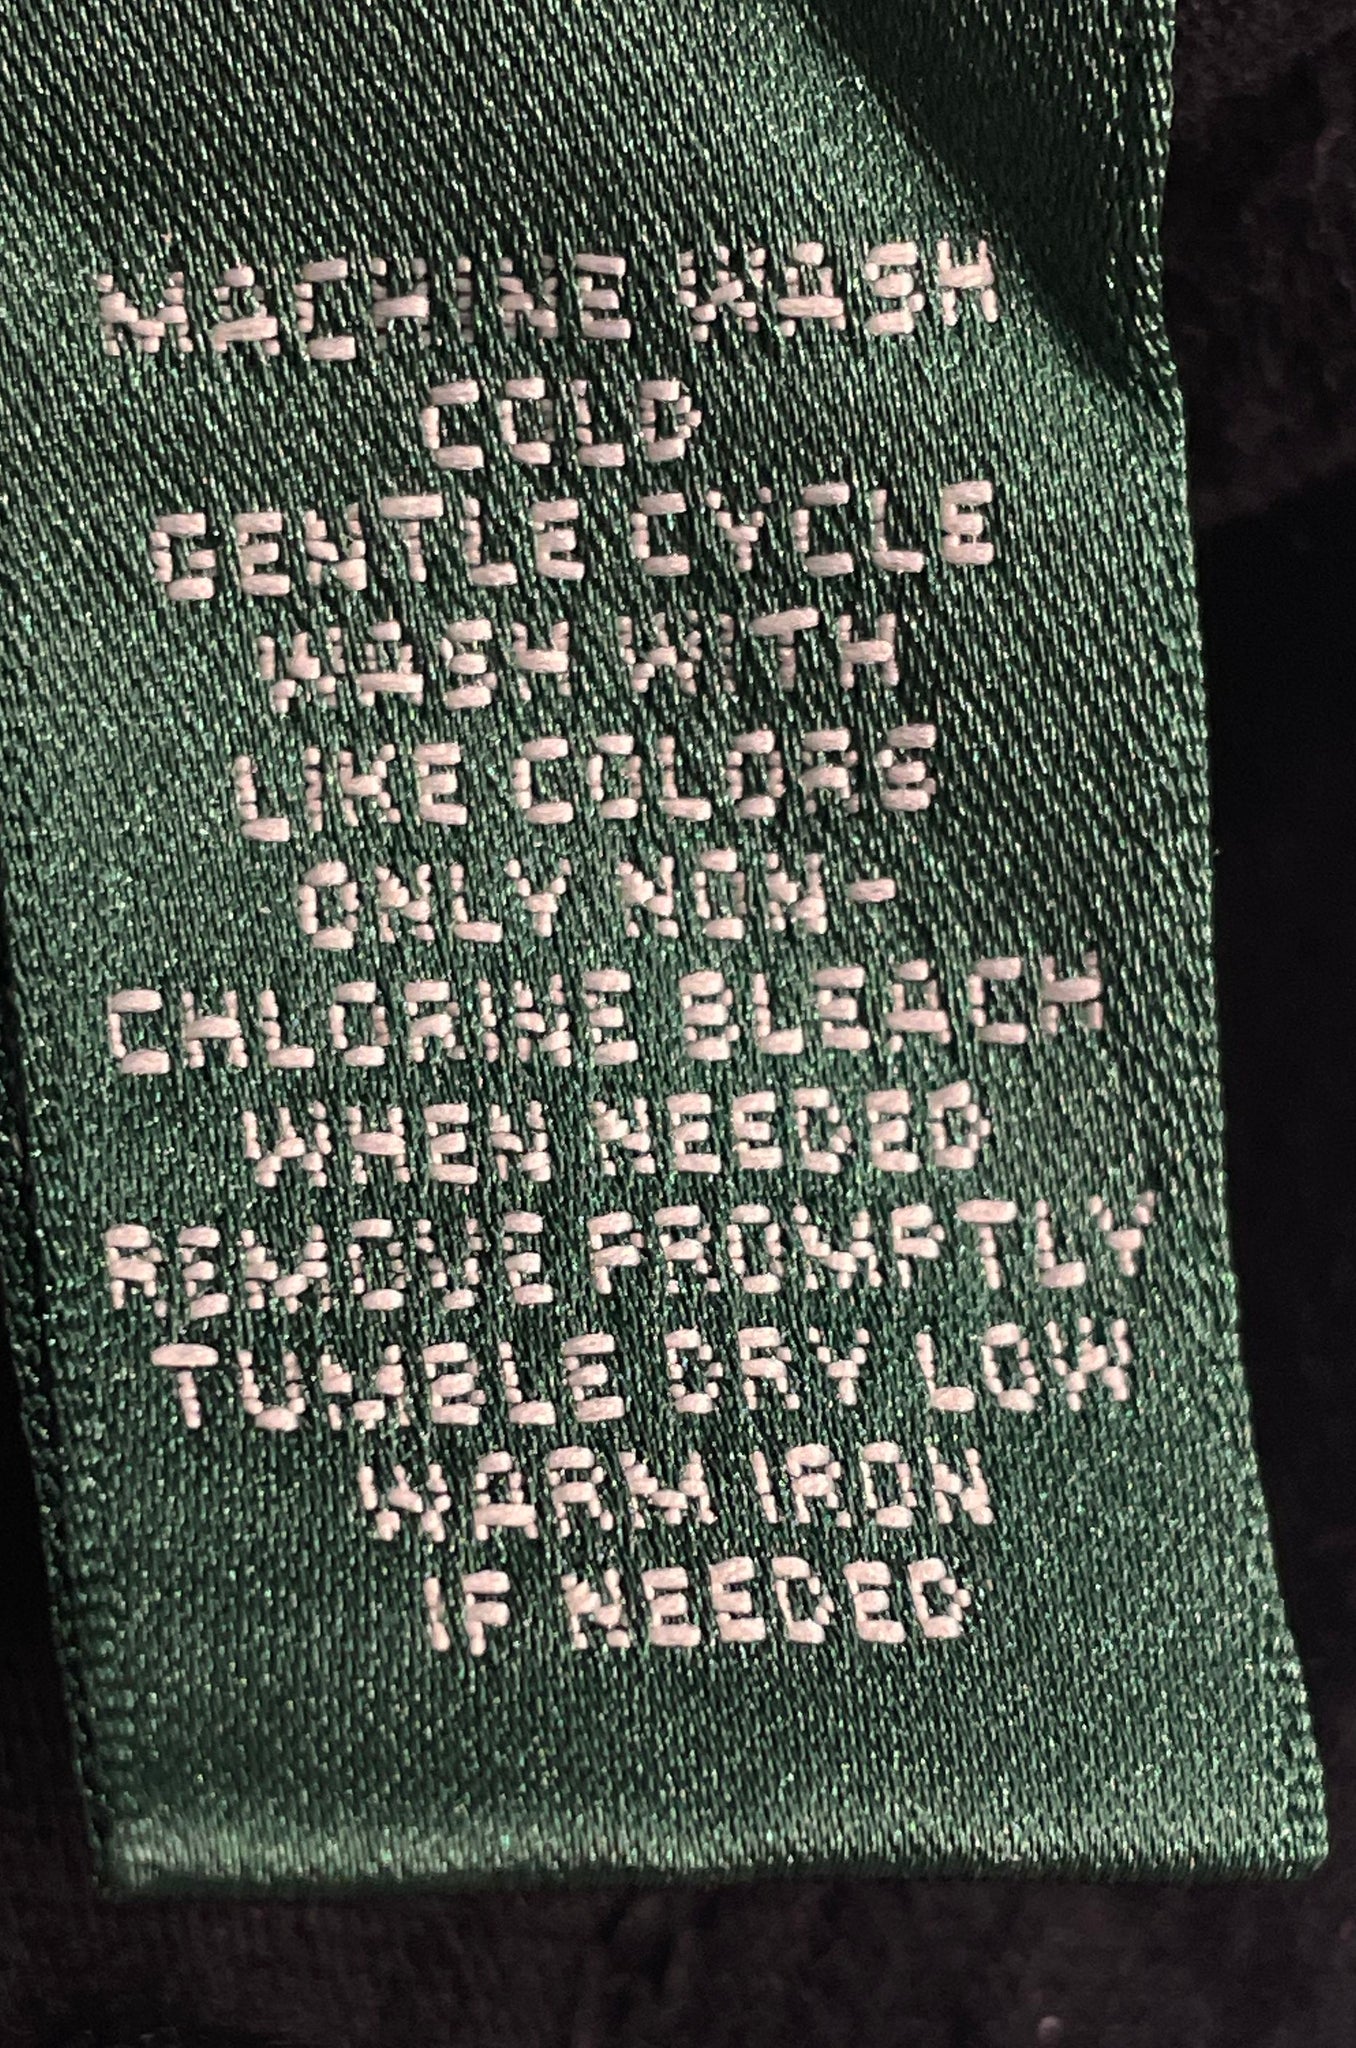 MACHINE WASH
COLD
GENTLE CYCLE
WASH WITH
LIKE COLORS
ONLY NON-
CHLORINE BLEACH
WHEN NEEDED
REMOVE PROMPTLY
TUMBLE DRY LOW
WARM IRON
IF NEEDED